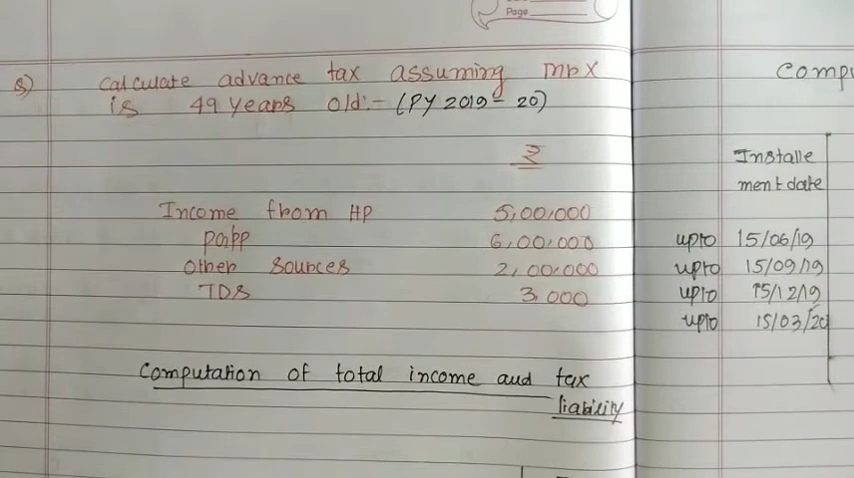 Page
Q) Calculate advance tax assuming Mr X
is 49 years old:- (PY 2019-20)
₹
Income from HP 5,00,000
PGBP 6,00,000
Other Sources 2,00,000
TDS 3,000
Computation of total income and tax
liability
Compu
Installe
ment date
upto 15/06/19
upto 15/09/19
upto 15/12/19
upto 15/03/20